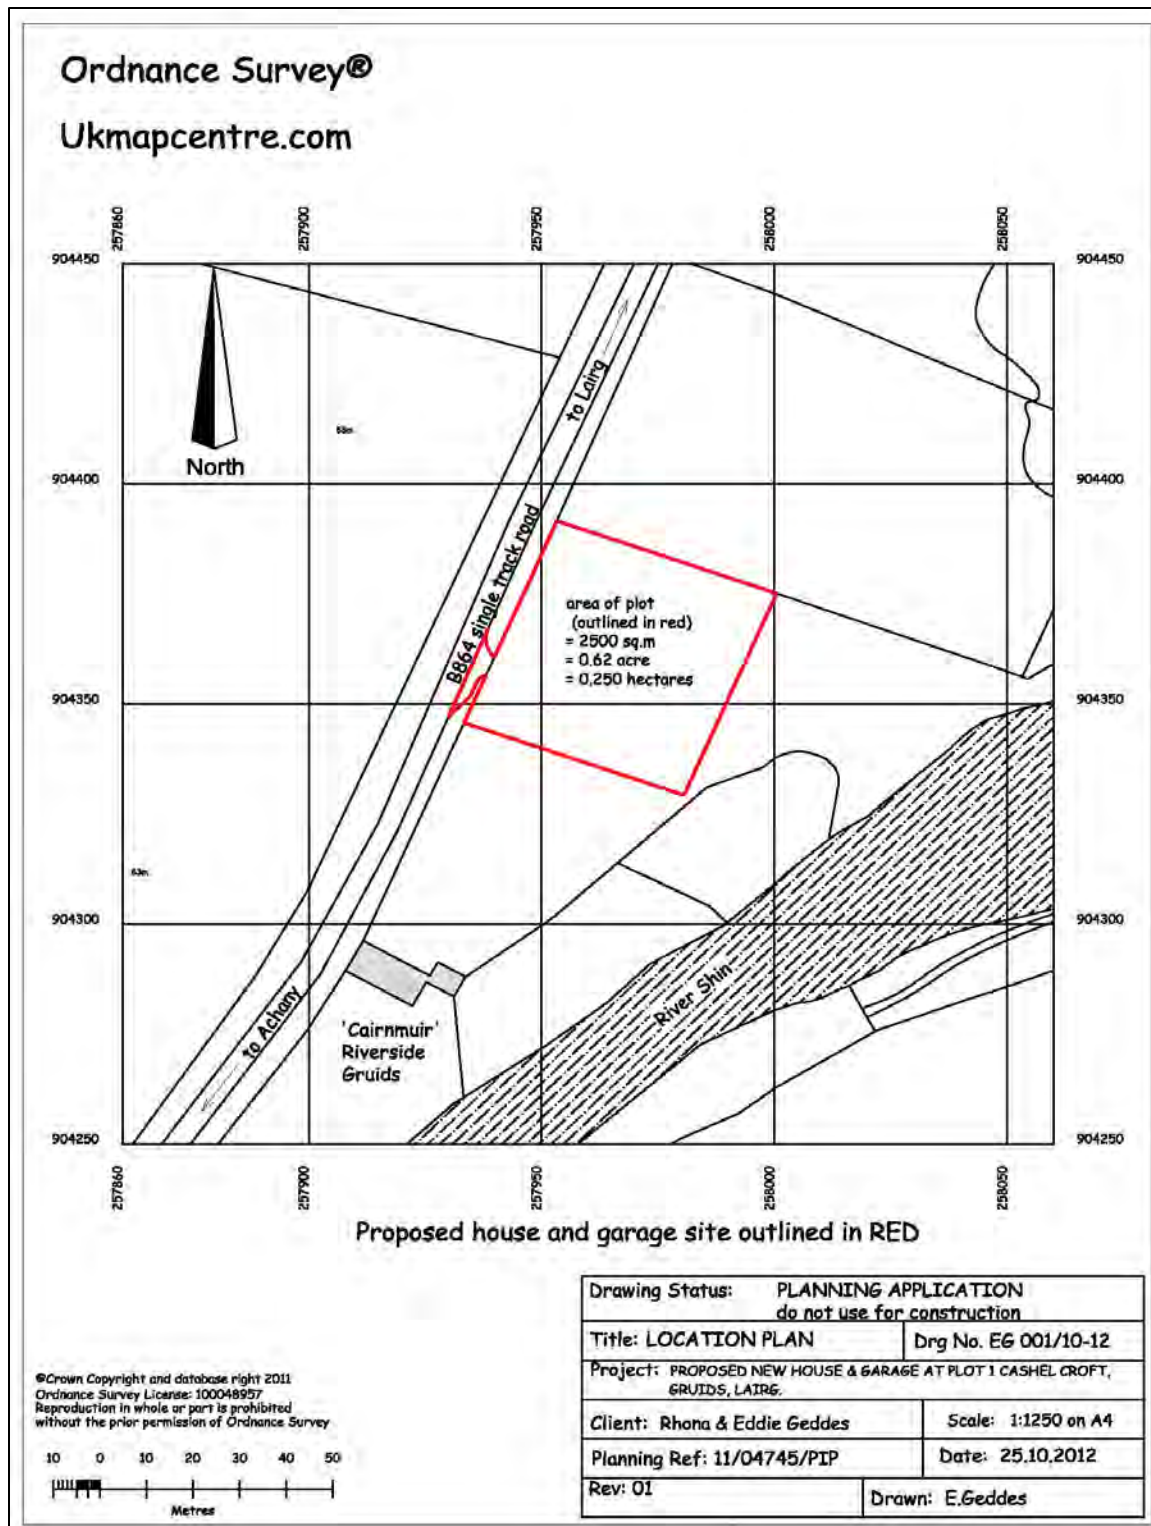 Ordnance Survey®
Ukmapcentre.com
257860
257900
257950
258000
258050
904450
904450
to Lairg
58m
North
904400
904400
B864 single track road
area of plot
(outlined in red)
= 2500 sq.m
= 0.62 acre
= 0,250 hectares
904350
904350
63m
904300
904300
River Shin
to Achany
'Cairnmuir'
Riverside
Gruids
904250
904250
257860
257900
257950
258000
258050
Proposed house and garage site outlined in RED
Drawing Status: PLANNING APPLICATION
do not use for construction
Title: LOCATION PLAN Drg No. EG 001/10-12
Project: PROPOSED NEW HOUSE & GARAGE AT PLOT 1 CASHEL CROFT,
GRUIDS, LAIRG.
©Crown Copyright and database right 2011
Ordnance Survey License: 100048957
Reproduction in whole or part is prohibited
without the prior permission of Ordnance Survey
Client: Rhona & Eddie Geddes Scale: 1:1250 on A4
Planning Ref: 11/04745/PIP Date: 25.10.2012
Rev: 01 Drawn: E.Geddes
10 0 10 20 30 40 50
Metres